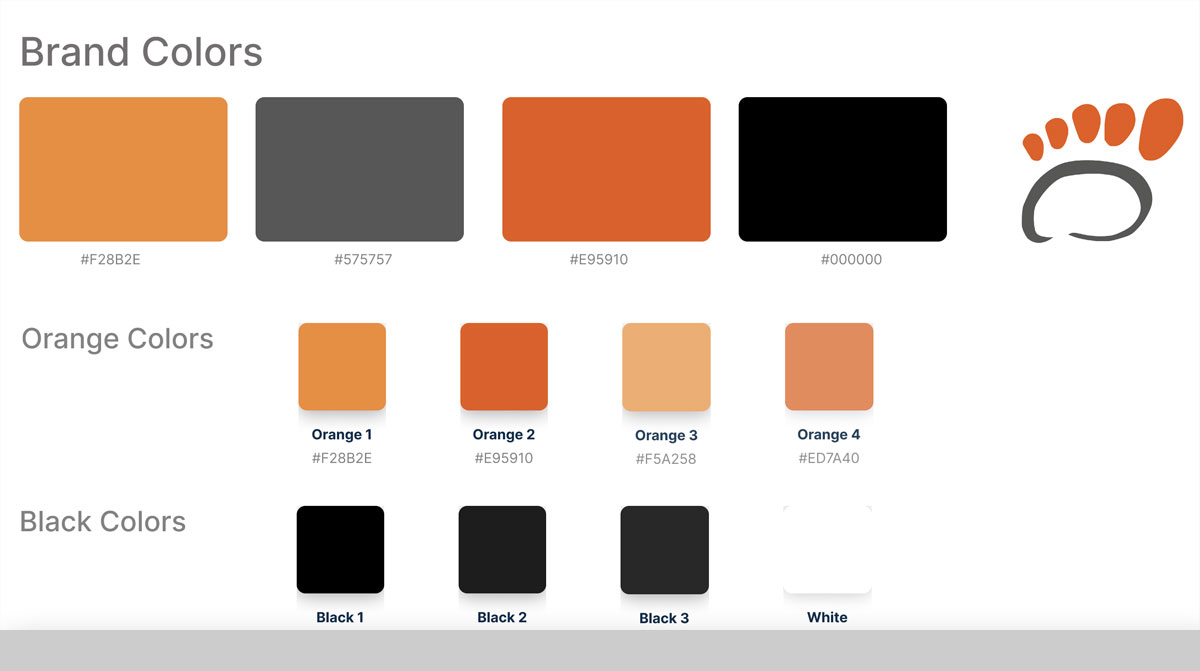 Brand Colors
#F28B2E #575757 #E95910 #000000
Orange Colors
Orange 1 Orange 2 Orange 3 Orange 4
#F28B2E #E95910 #F5A258 #ED7A40
Black Colors
Black 1 Black 2 Black 3 White